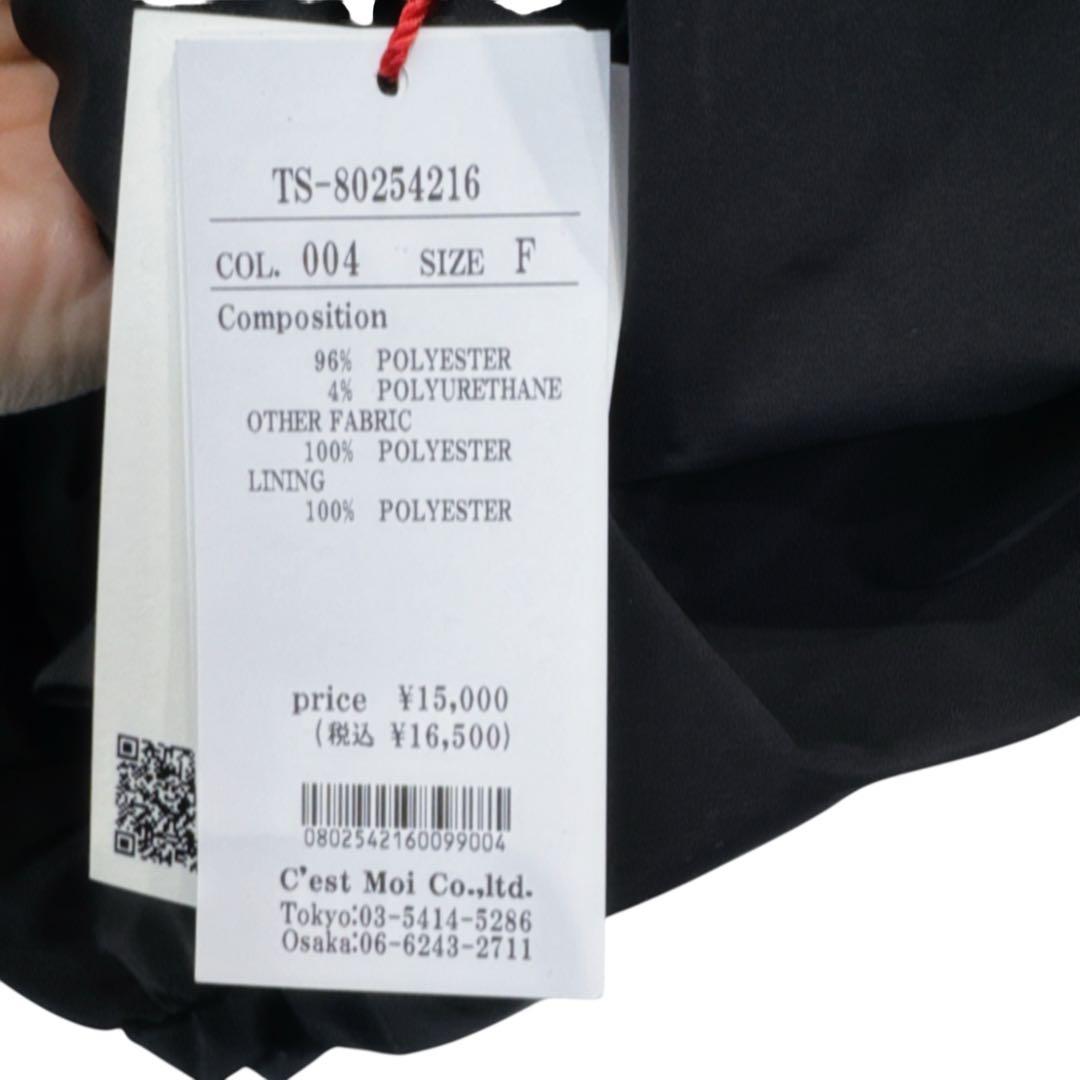 TS-80254216
COL. 004 SIZE F
Composition
96% POLYESTER
4% POLYURETHANE
OTHER FABRIC
100% POLYESTER
LINING
100% POLYESTER
price ¥15,000
(税込 ¥16,500)
0802542160099004
C'est Moi Co.,ltd.
Tokyo:03-5414-5286
Osaka:06-6243-2711